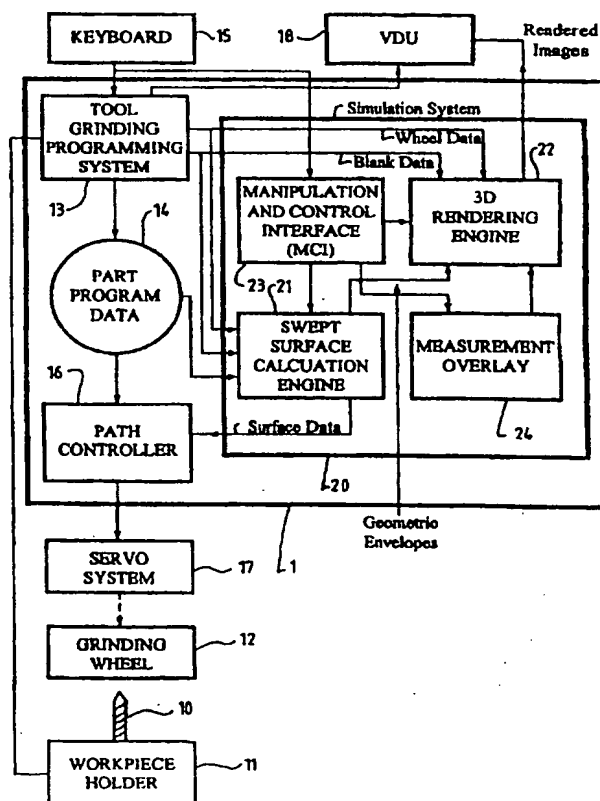 KEYBOARD
15
18
VDU
Rendered
Images
TOOL
GRINDING
PROGRAMMING
SYSTEM
13
Simulation System
Wheel Data
Blank Data
22
MANIPULATION
AND CONTROL
INTERFACE
(MCI)
3D
RENDERING
ENGINE
14
PART
PROGRAM
DATA
23
21
SWEPT
SURFACE
CALCUATION
ENGINE
MEASUREMENT
OVERLAY
24
16
PATH
CONTROLLER
Surface Data
20
Geometric
Envelopes
1
SERVO
SYSTEM
17
GRINDING
WHEEL
12
10
WORKPIECE
HOLDER
11